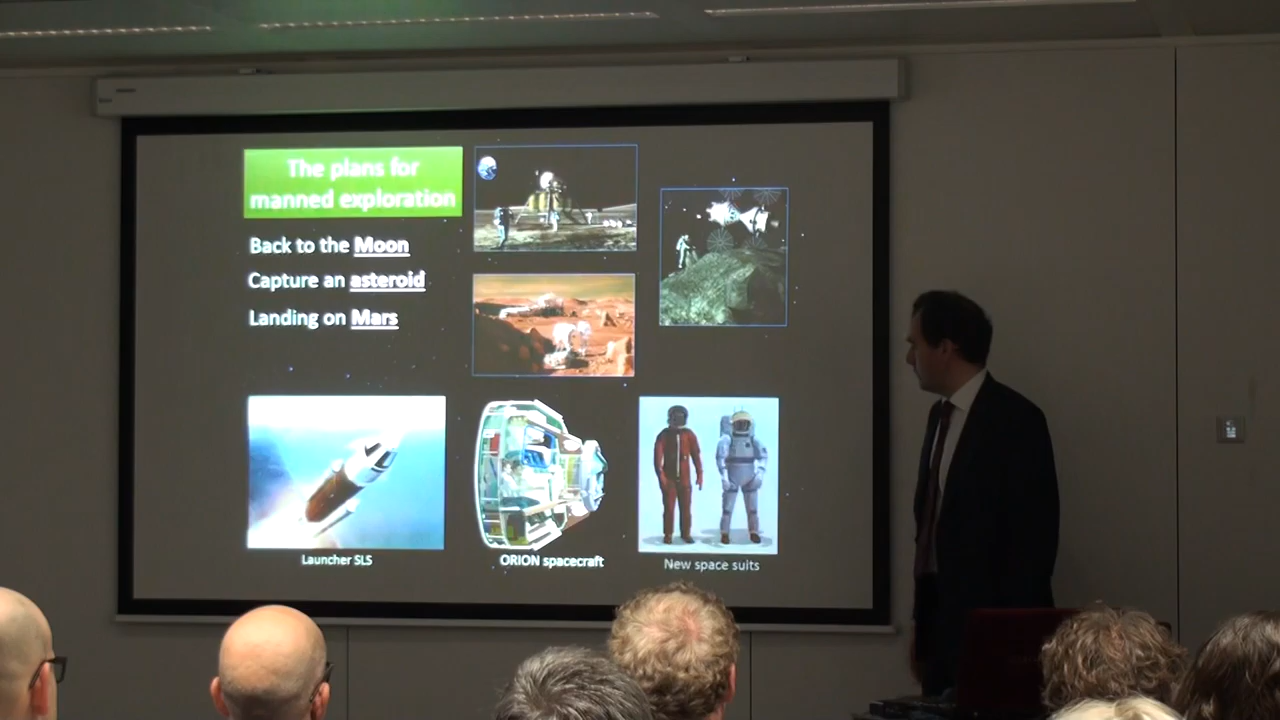 The plans for
manned exploration
Back to the Moon
Capture an asteroid
Landing on Mars
Launcher SLS
ORION spacecraft
New space suits